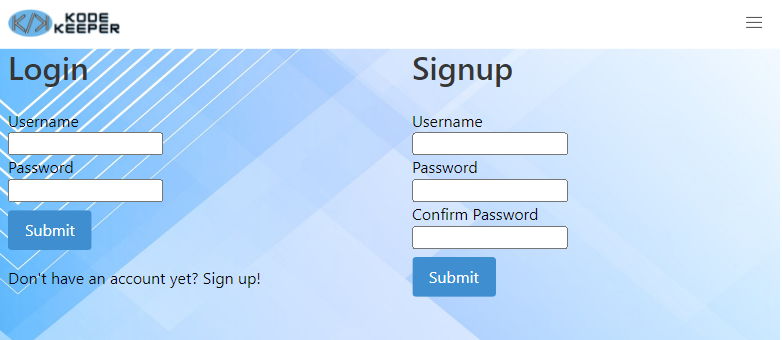 KODE
KEEPER
Login
Username
Password
Submit
Don't have an account yet? Sign up!
Signup
Username
Password
Confirm Password
Submit